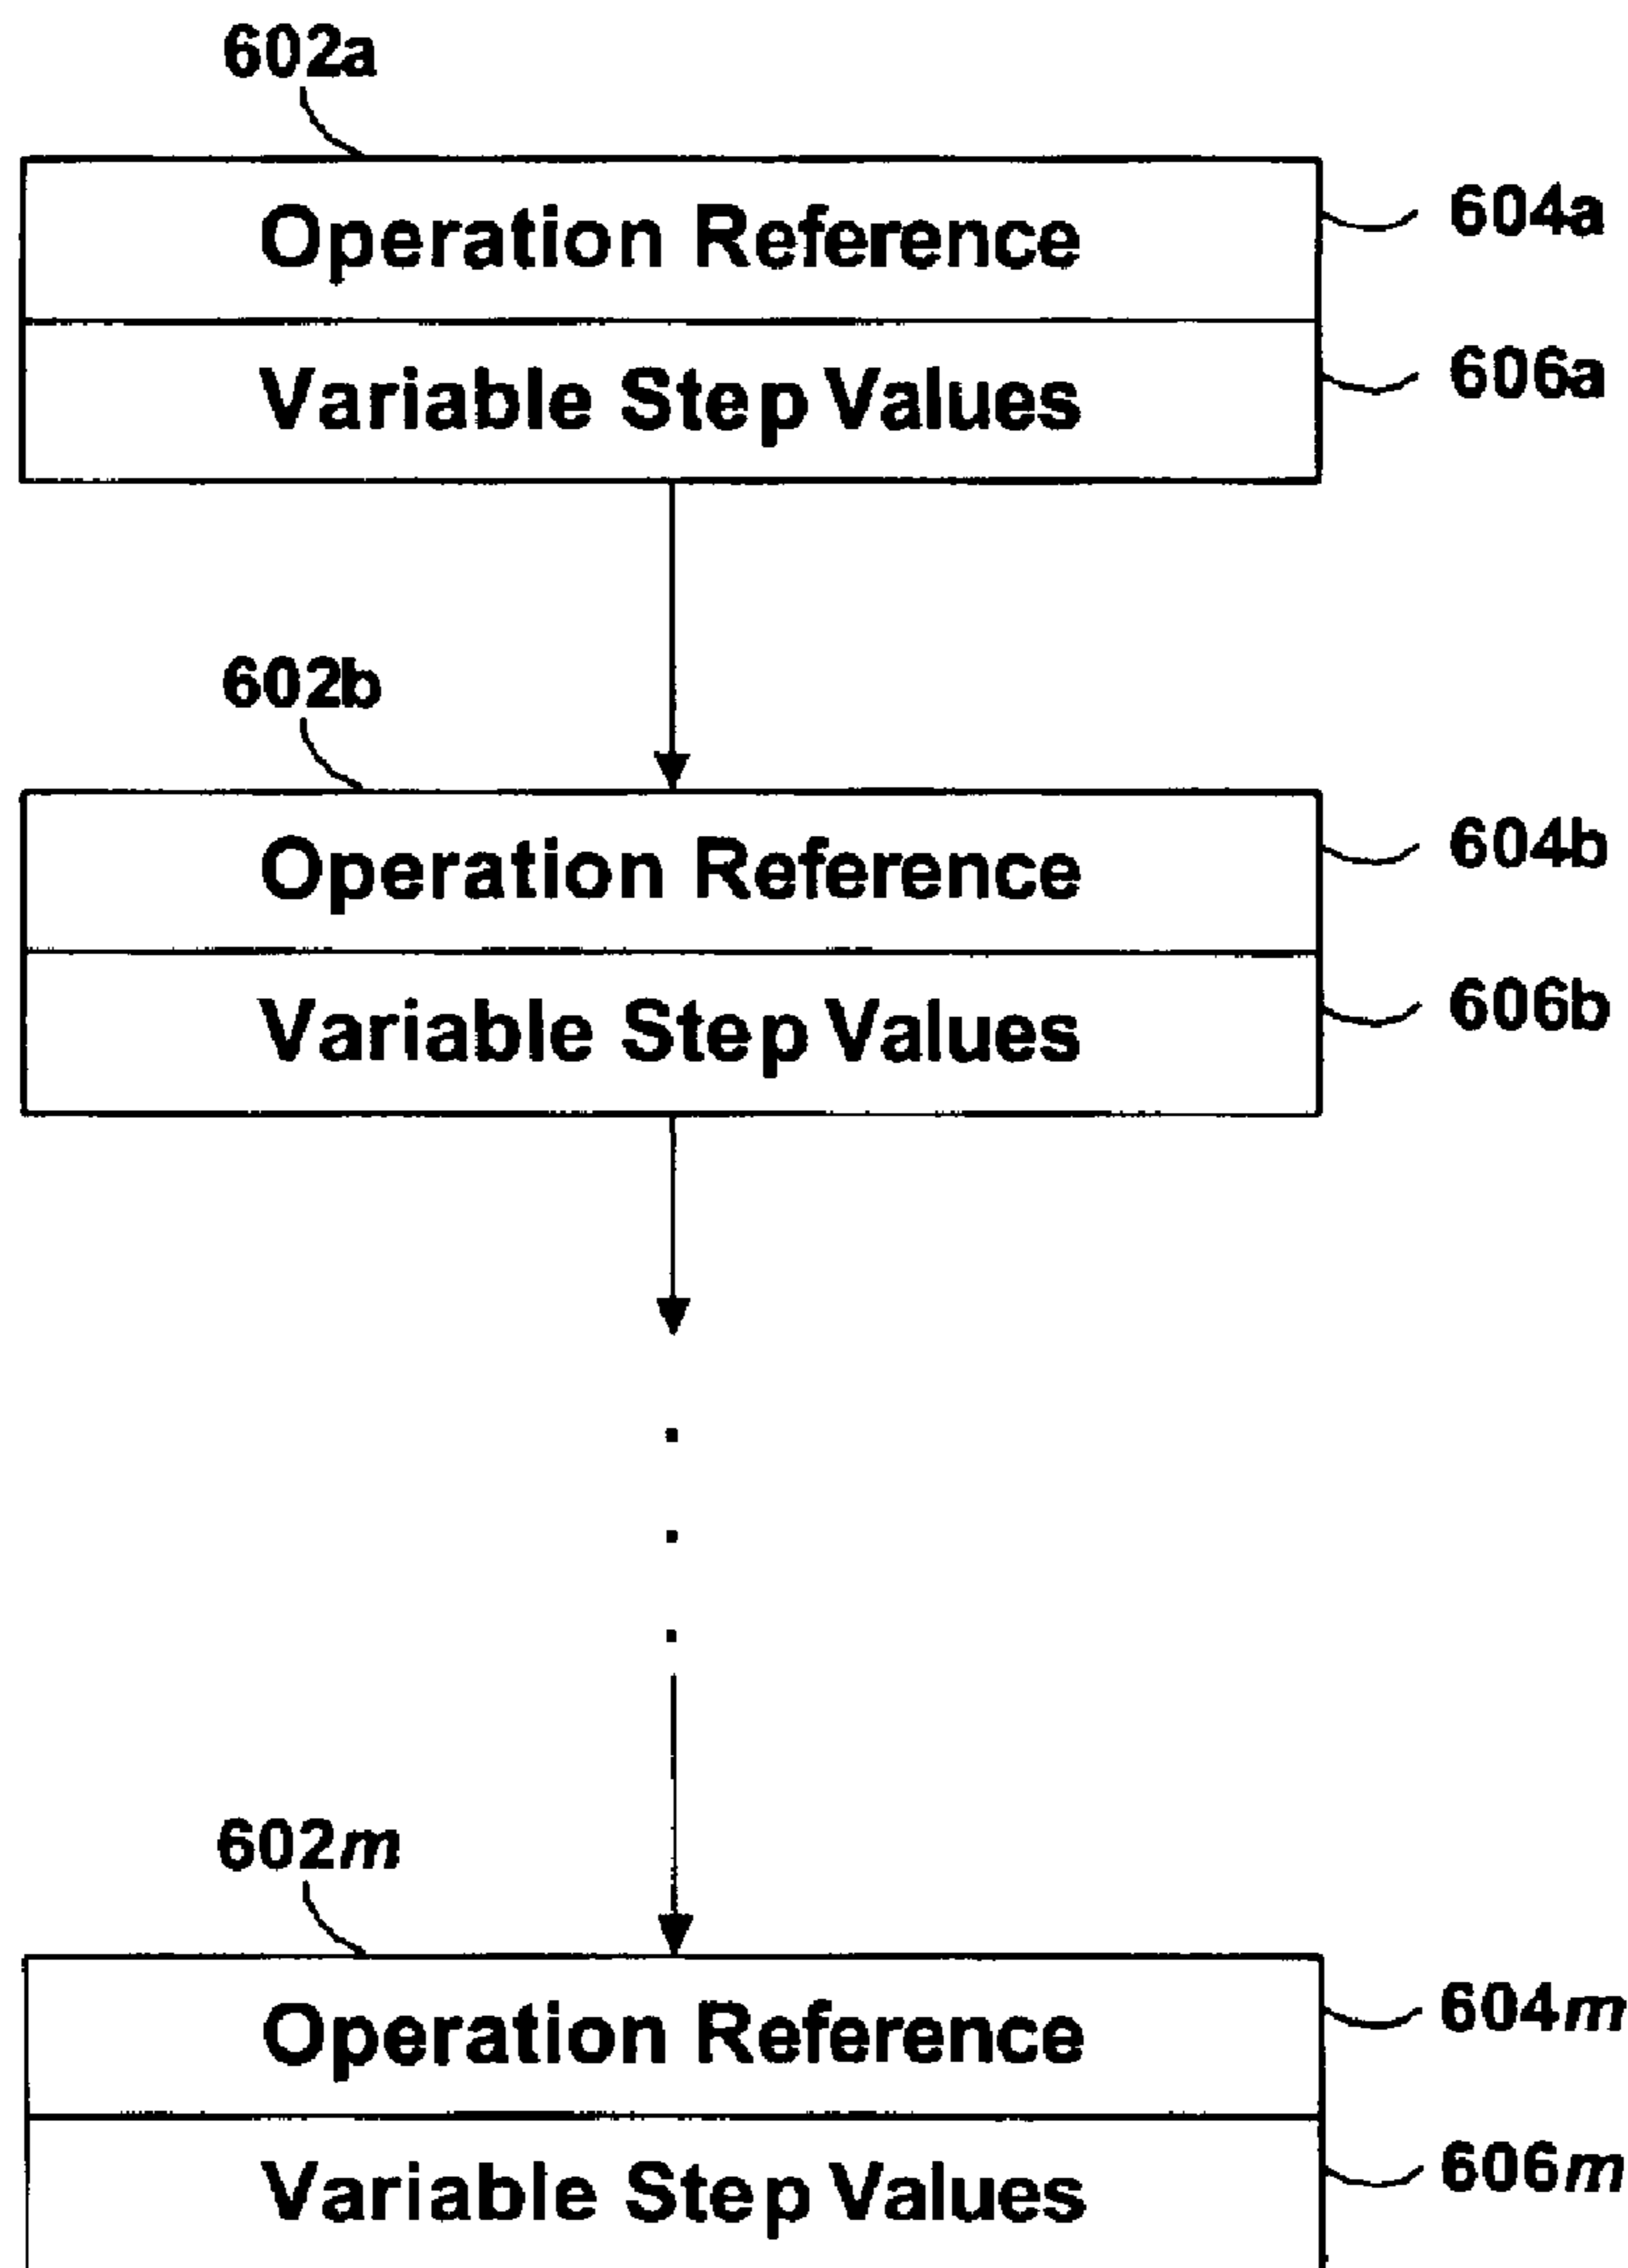 602a
Operation Reference 604a
Variable Step Values 606a
602b
Operation Reference 604b
Variable Step Values 606b
602m
Operation Reference 604m
Variable Step Values 606m